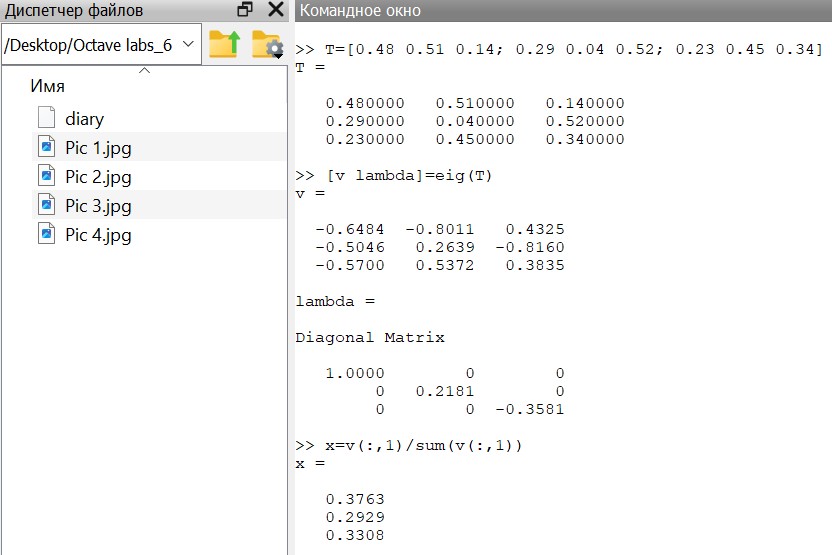 Диспетчер файлов
/Desktop/Octave labs_6
Имя
diary
Pic 1.jpg
Pic 2.jpg
Pic 3.jpg
Pic 4.jpg
Командное окно
>> T=[0.48 0.51 0.14; 0.29 0.04 0.52; 0.23 0.45 0.34]
T =
0.480000 0.510000 0.140000
0.290000 0.040000 0.520000
0.230000 0.450000 0.340000
>> [v lambda]=eig(T)
v =
-0.6484 -0.8011 0.4325
-0.5046 0.2639 -0.8160
-0.5700 0.5372 0.3835
lambda =
Diagonal Matrix
1.0000 0 0
0 0.2181 0
0 0 -0.3581
>> x=v(:,1)/sum(v(:,1))
x =
0.3763
0.2929
0.3308